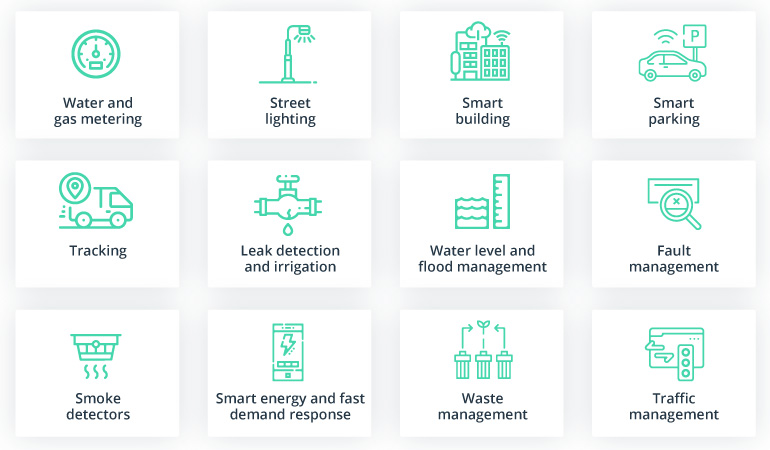 Water and
gas metering
Street
lighting
Smart
building
P
Smart
parking
Tracking
Leak detection
and irrigation
Water level and
flood management
Fault
management
Smoke
detectors
Smart energy and fast
demand response
Waste
management
Traffic
management